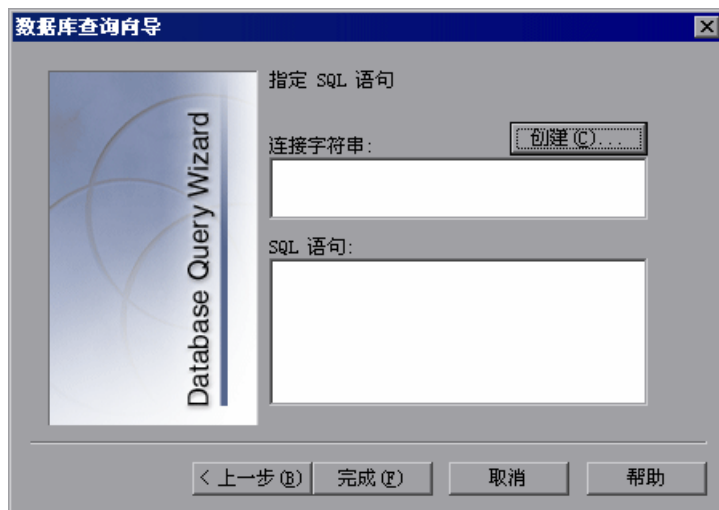 数据库查询向导
Database Query Wizard
指定 SQL 语句
连接字符串:
创建(C)...
SQL 语句:
< 上一步(B)
完成(F)
取消
帮助